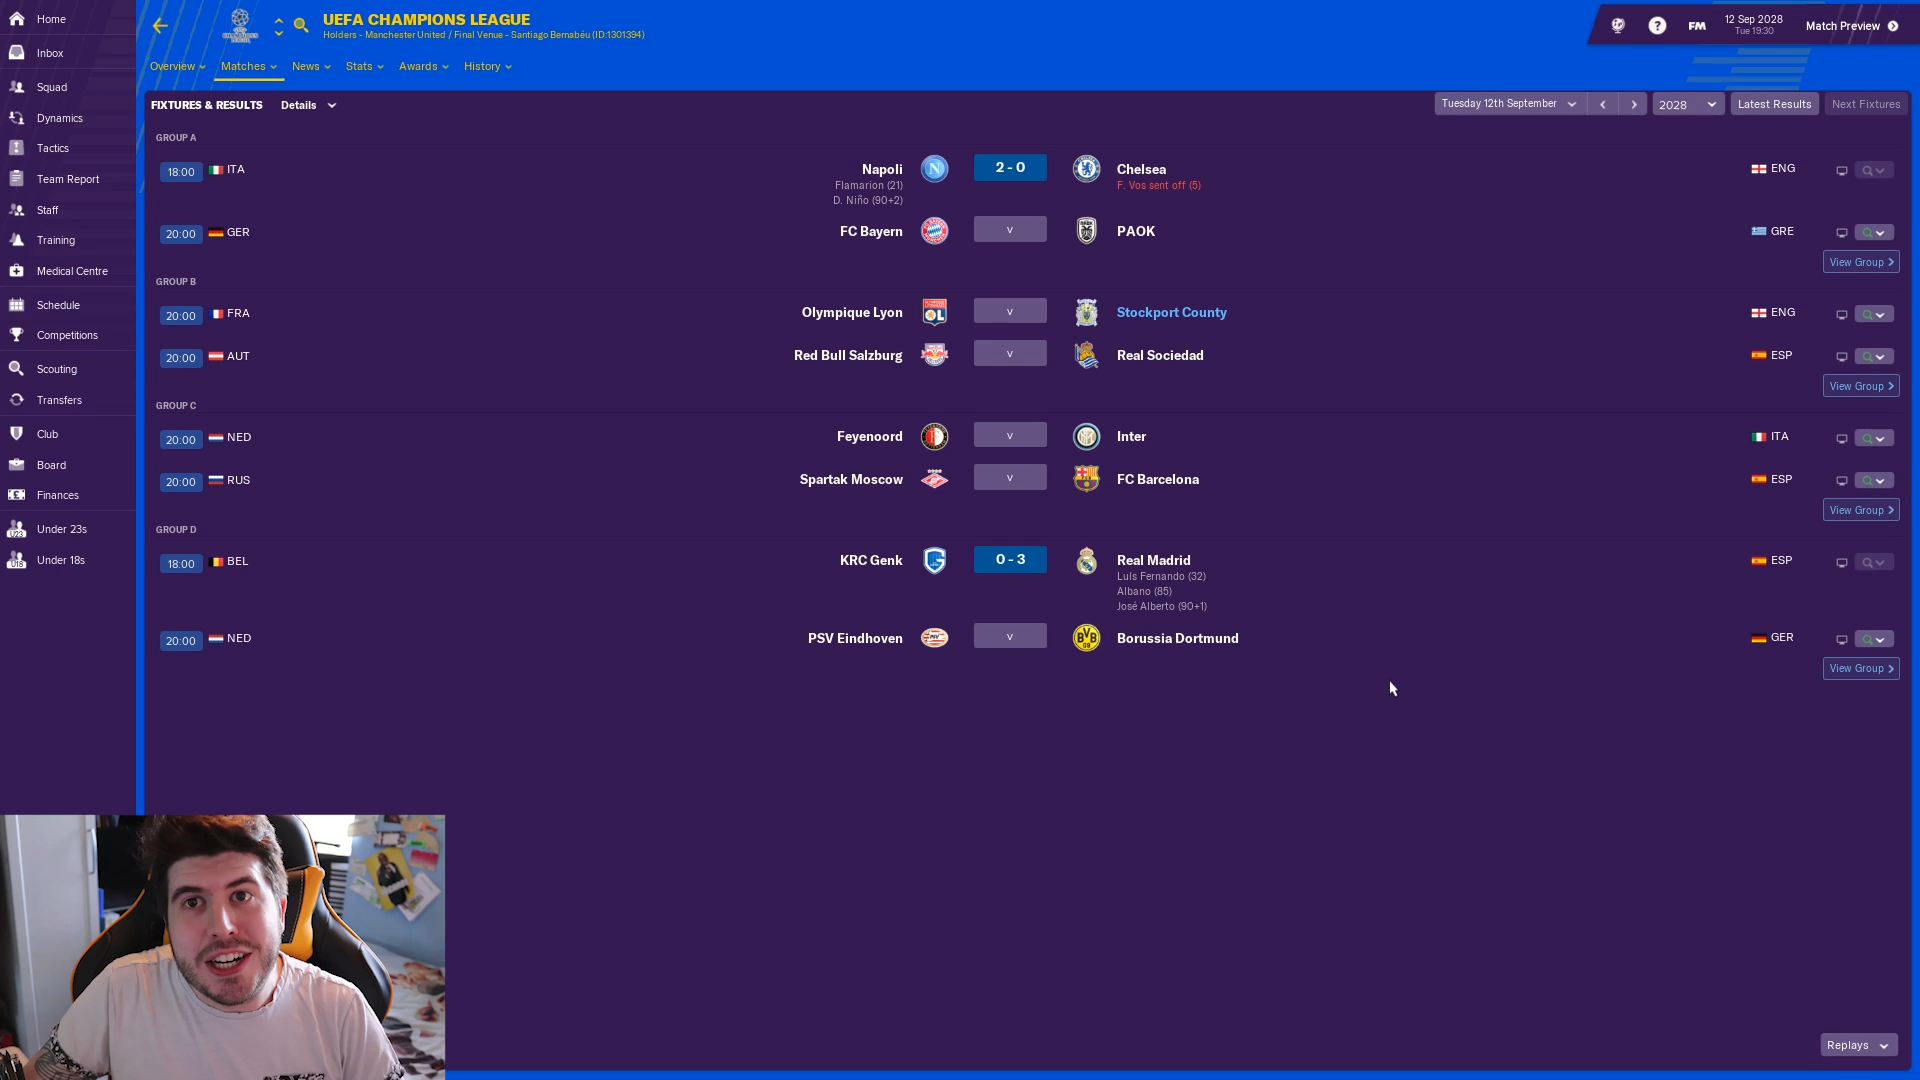 Home
Inbox
Squad
Dynamics
Tactics
Team Report
Staff
Training
Medical Centre
Schedule
Competitions
Scouting
Transfers
Club
Board
Finances
Under 23s
Under 18s
UEFA CHAMPIONS LEAGUE
Holders - Manchester United / Final Venue - Santiago Bernabéu (ID:1301394)
FM
12 Sep 2028
Tue 19:30
Match Preview
Overview Matches News Stats Awards History
FIXTURES & RESULTS Details Tuesday 12th September 2028 Latest Results Next Fixtures
GROUP A
18:00 ITA Napoli 2 - 0 Chelsea ENG
Flamarion (21) F. Vos sent off (5)
D. Niño (90+2)
20:00 GER FC Bayern v PAOK GRE
View Group
GROUP B
20:00 FRA Olympique Lyon v Stockport County ENG
20:00 AUT Red Bull Salzburg v Real Sociedad ESP
View Group
GROUP C
20:00 NED Feyenoord v Inter ITA
20:00 RUS Spartak Moscow v FC Barcelona ESP
View Group
GROUP D
18:00 BEL KRC Genk 0 - 3 Real Madrid ESP
Luís Fernando (32)
Albano (85)
José Alberto (90+1)
20:00 NED PSV Eindhoven v Borussia Dortmund GER
View Group
Replays